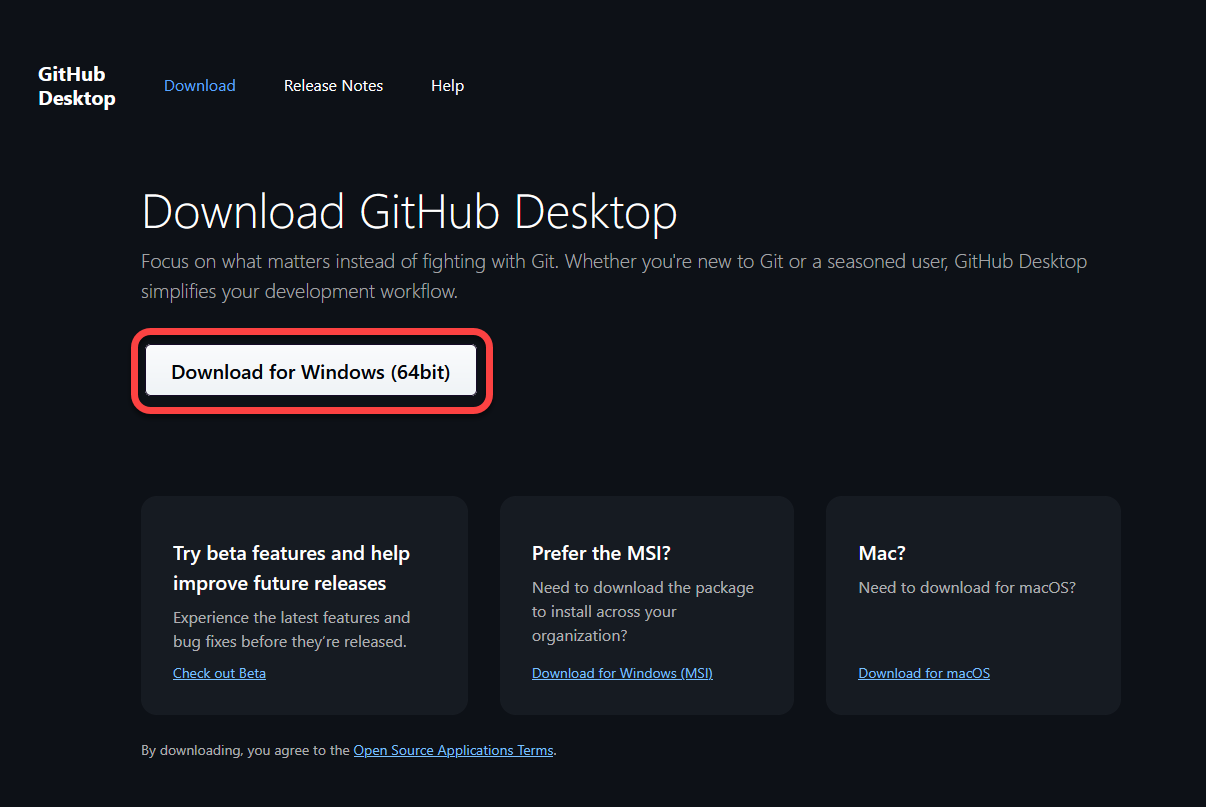 GitHub
Desktop
Download
Release Notes
Help
Download GitHub Desktop
Focus on what matters instead of fighting with Git. Whether you're new to Git or a seasoned user, GitHub Desktop
simplifies your development workflow.
Download for Windows (64bit)
Try beta features and help
improve future releases
Experience the latest features and
bug fixes before they’re released.
Check out Beta
Prefer the MSI?
Need to download the package
to install across your
organization?
Download for Windows (MSI)
Mac?
Need to download for macOS?
Download for macOS
By downloading, you agree to the Open Source Applications Terms.